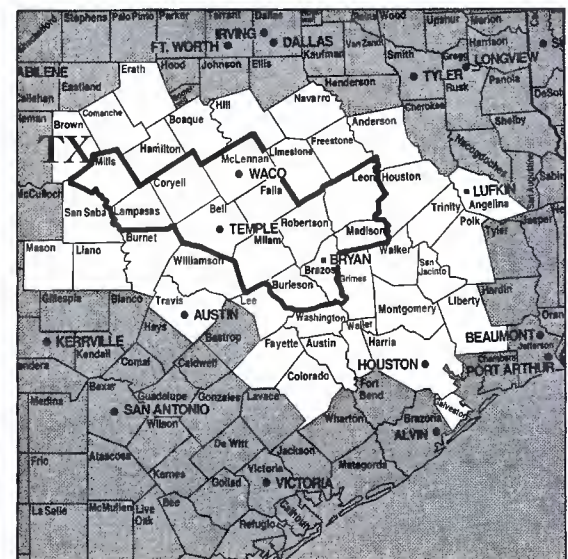 Stephens
Palo Pinto
Parker
Tarrant
Dallas
Wood
Upshur
Marion
IRVING
FT. WORTH
DALLAS
Kaufman
Van Zandt
Smith
Gregg
Harrison
LONGVIEW
TYLER
Rusk
Panola
ABILENE
Eastland
Callahan
Erath
Hood
Johnson
Ellis
Henderson
Cherokee
DeSo
Shelby
Comanche
Bosque
Hill
Navarro
Anderson
Nacogdoches
Brown
TX
Mills
Hamilton
McLennan
Limestone
Freestone
WACO
Coryell
Falls
Leon
Houston
LUFKIN
Angelina
McCulloch
San Saba
Lampasas
Bell
TEMPLE
Milam
Robertson
Madison
Trinity
Polk
Tyler
Jasper
Mason
Llano
Burnet
Williamson
BRYAN
Brazos
Grimes
Walker
San
Jacinto
Burleson
Gillespie
Blanco
Travis
AUSTIN
Lee
Washington
Montgomery
Liberty
Hardin
Oran
KERRVILLE
Kendall
Hays
Bastrop
Fayette
Austin
Waller
Harris
HOUSTON
BEAUMONT
Jefferson
Chambers
PORT ARTHUR
Comal
Caldwell
Colorado
Fort
Bend
Galveston
Medina
Guadalupe
Gonzales
Lavaca
SAN ANTONIO
Wilson
Wharton
Brazoria
ALVIN
De Witt
Jackson
Matagorda
Frio
Atascosa
Karnes
Goliad
Victoria
VICTORIA
La Salle
McMullen
Live
Oak
Bee
Refugio
Calhoun